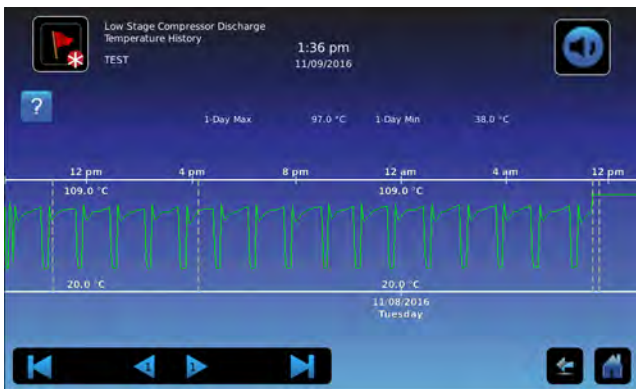 Low Stage Compressor Discharge
Temperature History
TEST
1:36 pm
11/09/2016
?
1-Day Max 97.0 °C 1-Day Min 38.0 °C
12 pm 4 pm 8 pm 12 am 4 am 12 pm
109.0 °C 109.0 °C
20.0 °C 20.0 °C
11/08/2016
Tuesday
1 1